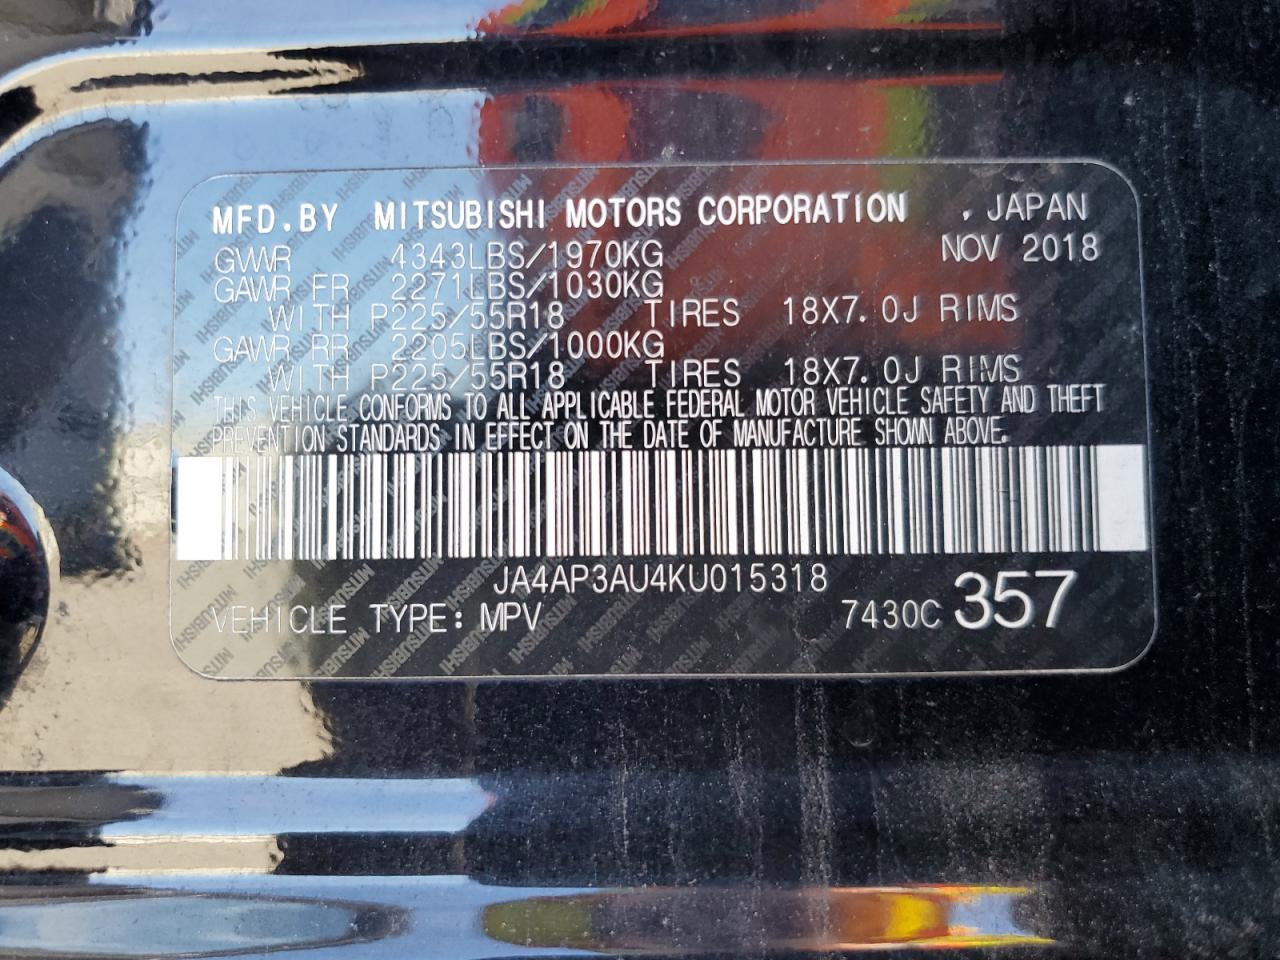 MFD.BY MITSUBISHI MOTORS CORPORATION , JAPAN
GVWR 4343LBS/1970KG NOV 2018
GAWR FR 2271LBS/1030KG
WITH P225/55R18 TIRES 18X7.0J RIMS
GAWR RR 2205LBS/1000KG
WITH P225/55R18 TIRES 18X7.0J RIMS
THIS VEHICLE CONFORMS TO ALL APPLICABLE FEDERAL MOTOR VEHICLE SAFETY AND THEFT
PREVENTION STANDARDS IN EFFECT ON THE DATE OF MANUFACTURE SHOWN ABOVE.
JA4AP3AU4KU015318
VEHICLE TYPE: MPV 7430C 357